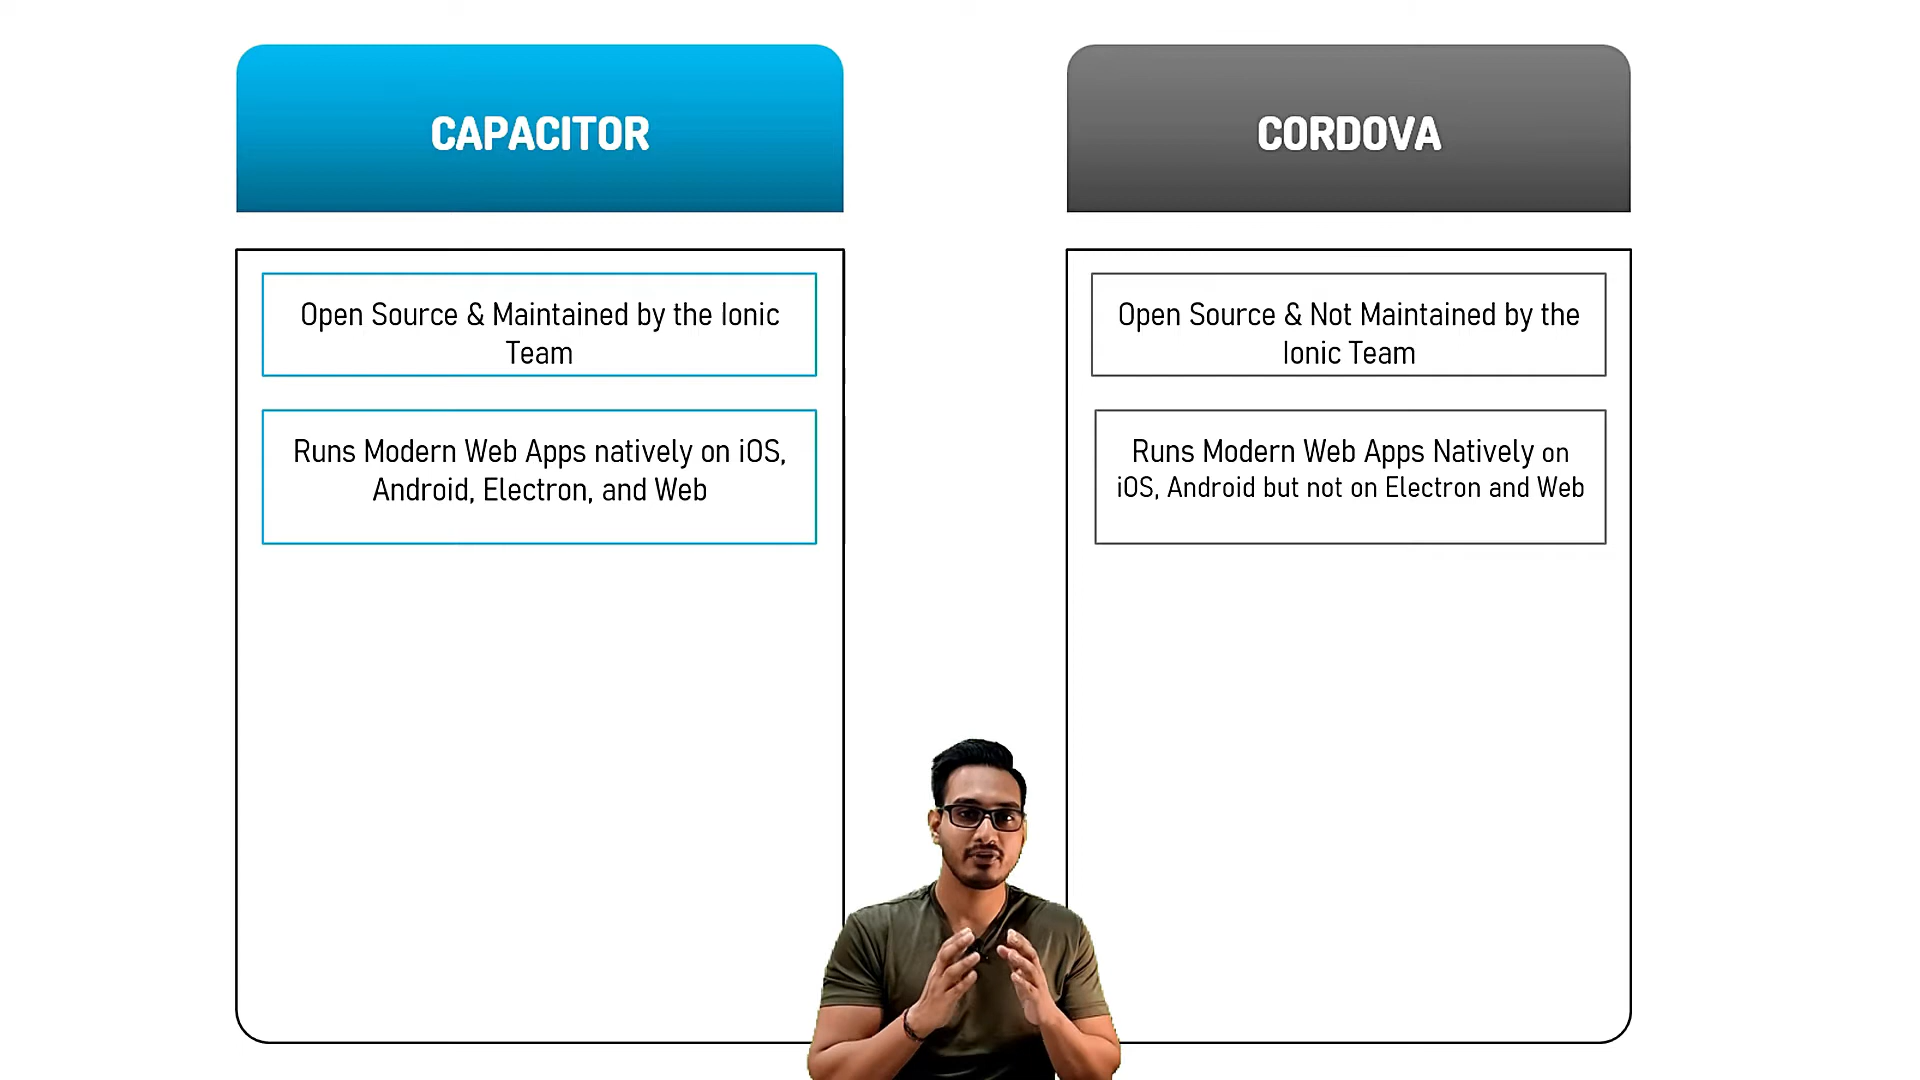 CAPACITOR
Open Source & Maintained by the Ionic
Team
Runs Modern Web Apps natively on iOS,
Android, Electron, and Web
CORDOVA
Open Source & Not Maintained by the
Ionic Team
Runs Modern Web Apps Natively on
iOS, Android but not on Electron and Web